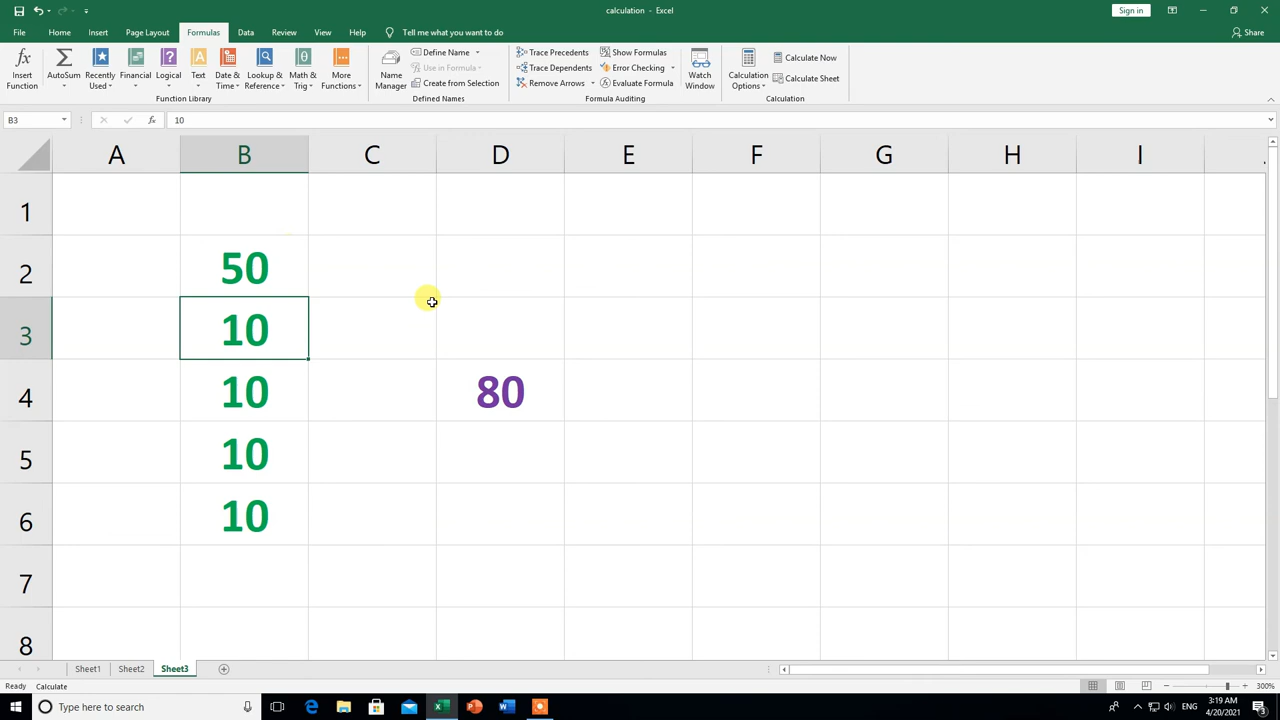 calculation - Excel
Sign in
File Home Insert Page Layout Formulas Data Review View Help Tell me what you want to do
Share
Insert Function
AutoSum
Recently Used
Financial
Logical
Text
Date & Time
Lookup & Reference
Math & Trig
More Functions
Function Library
Name Manager
Define Name
Use in Formula
Create from Selection
Defined Names
Trace Precedents
Trace Dependents
Remove Arrows
Show Formulas
Error Checking
Evaluate Formula
Formula Auditing
Watch Window
Calculation Options
Calculate Now
Calculate Sheet
Calculation
B3 fx 10
A B C D E F G H I
1
2 50
3 10
4 10 80
5 10
6 10
7
8
Sheet1 Sheet2 Sheet3
Ready Calculate
300%
Type here to search
ENG
3:19 AM
4/20/2021
3